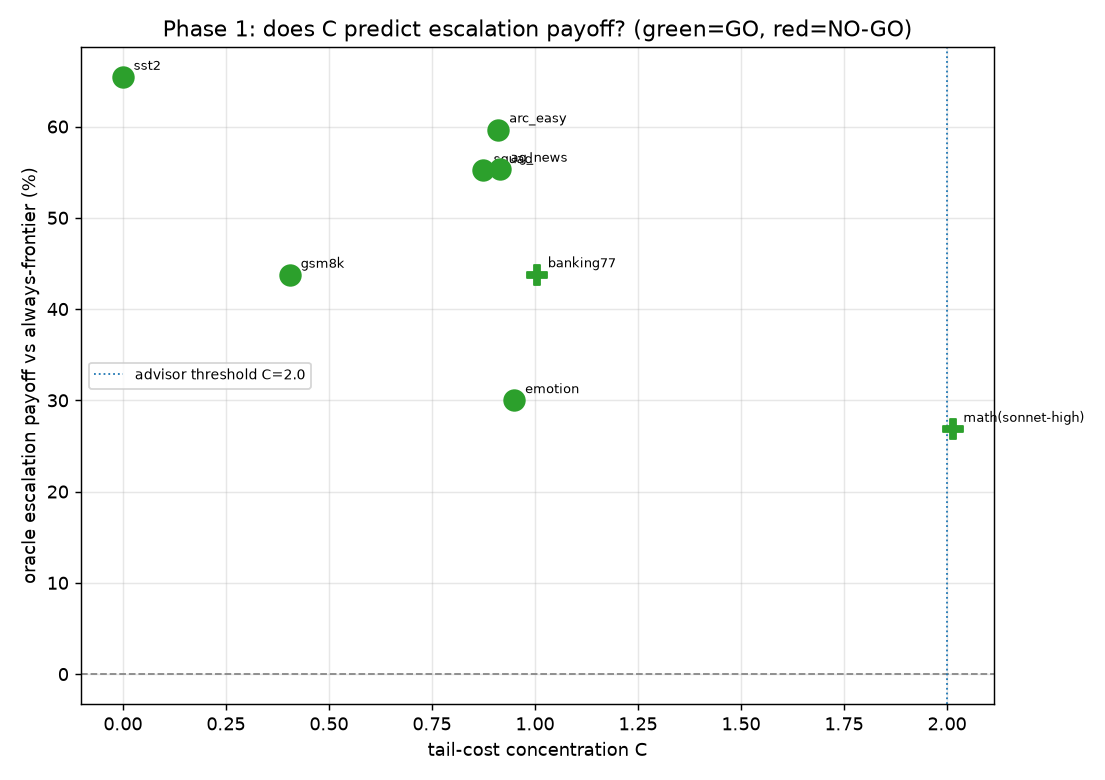 Phase 1: does C predict escalation payoff? (green=GO, red=NO-GO)
oracle escalation payoff vs always-frontier (%)
60
50
40
30
20
10
0
sst2
arc_easy
squad
ag_news
gsm8k
banking77
advisor threshold C=2.0
emotion
math(sonnet-high)
0.00 0.25 0.50 0.75 1.00 1.25 1.50 1.75 2.00
tail-cost concentration C